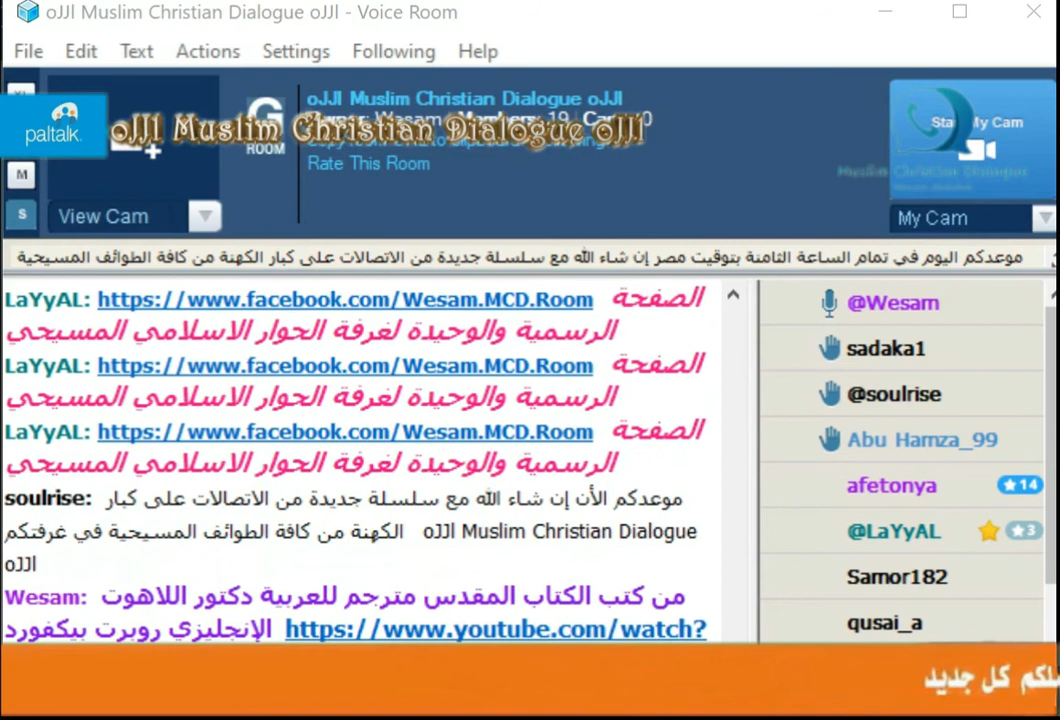 oJJl Muslim Christian Dialogue oJJl - Voice Room
File Edit Text Actions Settings Following Help
oJJl Muslim Christian Dialogue oJJl
paltalk.
oJJl Muslim Christian Dialogue oJJl
G
ROOM
My Cam
Rate This Room
M
S
View Cam
My Cam
موعدكم اليوم في تمام الساعة الثامنة بتوقيت مصر إن شاء الله مع سلسلة جديدة من الاتصالات على كبار الكهنة من كافة الطوائف المسيحية
LaYyAL: https://www.facebook.com/Wesam.MCD.Room الصفحة
الرسمية والوحيدة لغرفة الحوار الاسلامي المسيحي
LaYyAL: https://www.facebook.com/Wesam.MCD.Room الصفحة
الرسمية والوحيدة لغرفة الحوار الاسلامي المسيحي
LaYyAL: https://www.facebook.com/Wesam.MCD.Room الصفحة
الرسمية والوحيدة لغرفة الحوار الاسلامي المسيحي
soulrise: موعدكم الأن إن شاء الله مع سلسلة جديدة من الاتصالات على كبار
الكهنة من كافة الطوائف المسيحية في غرفتكم oJJl Muslim Christian Dialogue
oJJl
Wesam: من كتب الكتاب المقدس مترجم للعربية دكتور اللاهوت
الإنجليزي روبرت بيكفورد https://www.youtube.com/watch?
@Wesam
sadaka1
@soulrise
Abu Hamza_99
afetonya 14
@LaYyAL 3
Samor182
qusai_a
كل جديد